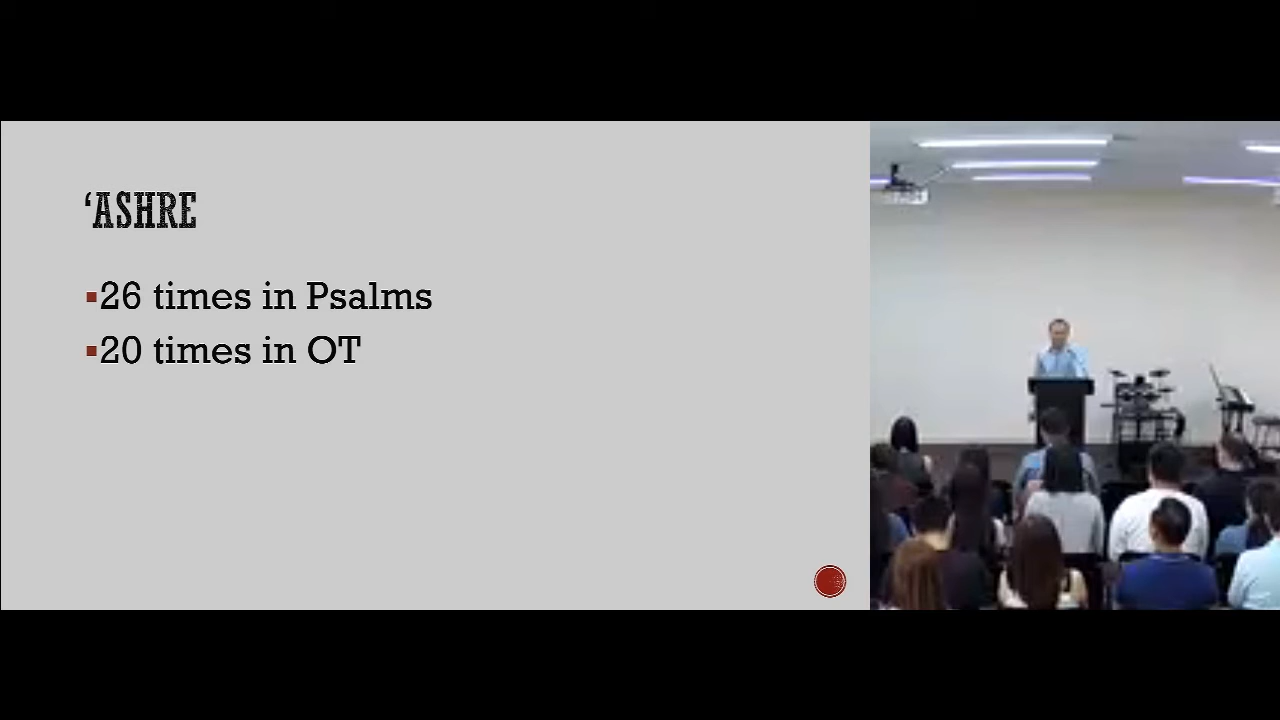 ‘ASHRE
▪26 times in Psalms
▪20 times in OT